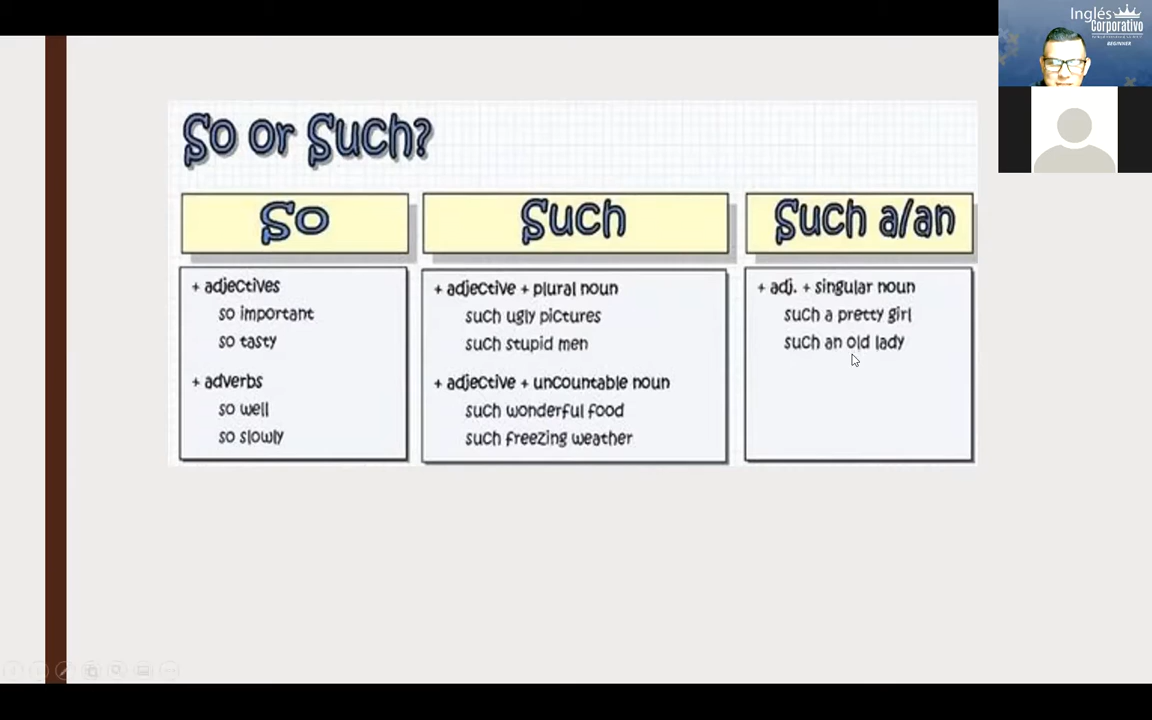 Inglés
Corporativo
BEGINNER
So or Such?
So
+ adjectives
so important
so tasty
+ adverbs
so well
so slowly
Such
+ adjective + plural noun
such ugly pictures
such stupid men
+ adjective + uncountable noun
such wonderful food
such freezing weather
Such a/an
+ adj. + singular noun
such a pretty girl
such an old lady